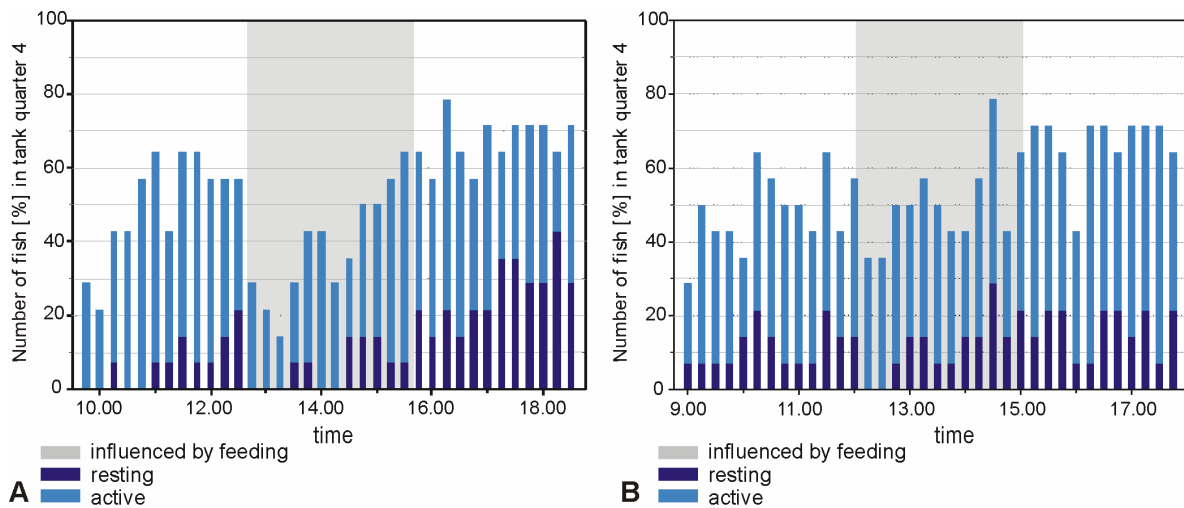 Number of fish [%] in tank quarter 4
100
80
60
40
20
0
10.00 12.00 14.00 16.00 18.00
time
influenced by feeding
resting
active
A
Number of fish [%] in tank quarter 4
100
80
60
40
20
0
9.00 11.00 13.00 15.00 17.00
time
influenced by feeding
resting
active
B